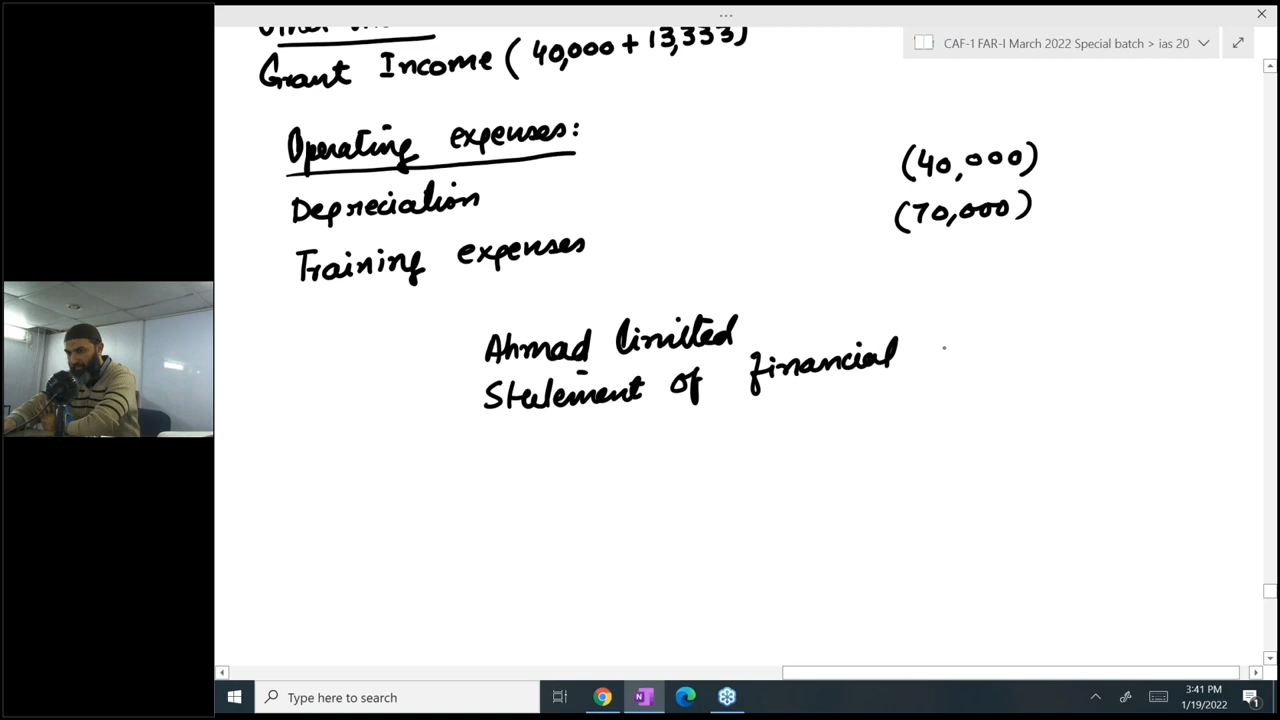 CAF-1 FAR-I March 2022 Special batch > ias 20
Grant Income (40,000 + 13,333)
Operating expenses:
Depreciation (40,000)
Training expenses (70,000)
Ahmad limited
Statement of financial
Type here to search
3:41 PM
1/19/2022
1